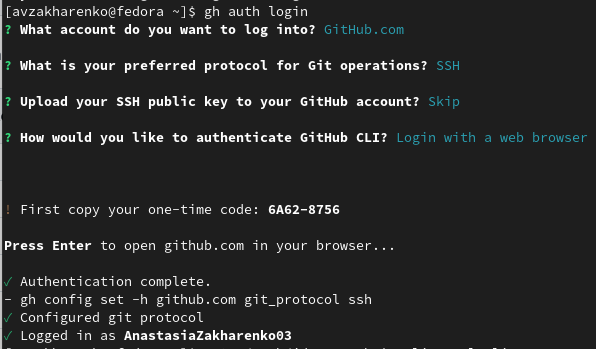 [avzakharenko@fedora ~]$ gh auth login
? What account do you want to log into? GitHub.com
? What is your preferred protocol for Git operations? SSH
? Upload your SSH public key to your GitHub account? Skip
? How would you like to authenticate GitHub CLI? Login with a web browser
! First copy your one-time code: 6A62-8756
Press Enter to open github.com in your browser...
✓ Authentication complete.
- gh config set -h github.com git_protocol ssh
✓ Configured git protocol
✓ Logged in as AnastasiaZakharenko03